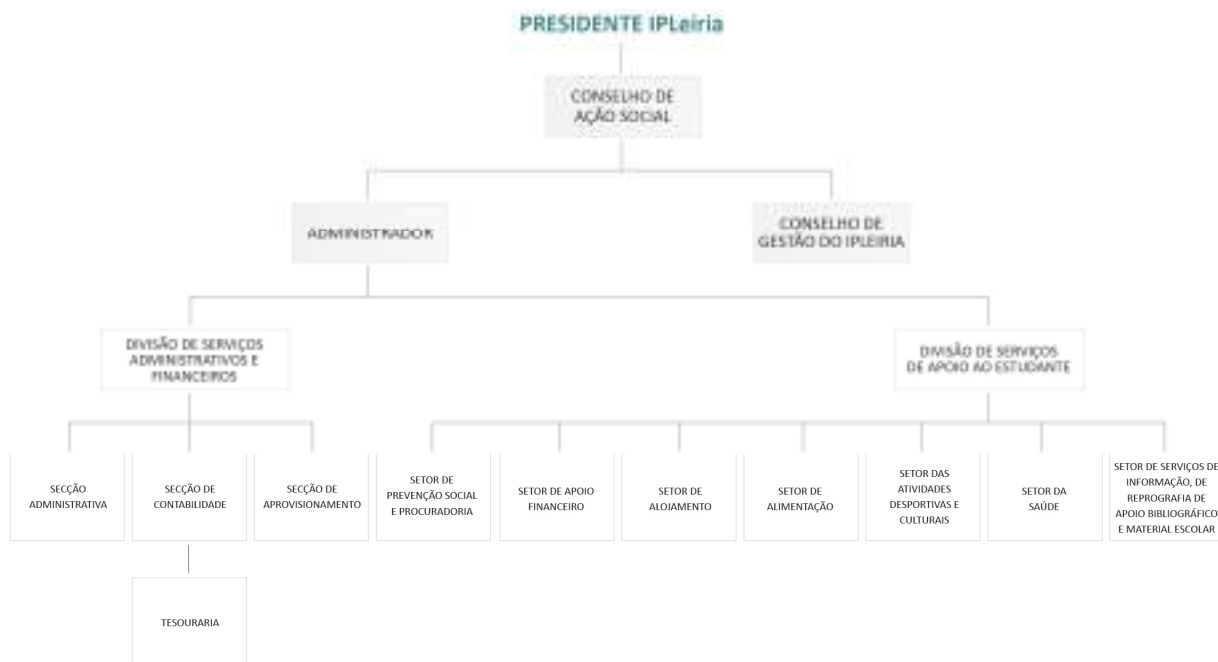 PRESIDENTE IPLeiria
CONSELHO DE
AÇÃO SOCIAL
ADMINISTRADOR
CONSELHO DE
GESTÃO DO IPLEIRIA
DIVISÃO DE SERVIÇOS
ADMINISTRATIVOS E
FINANCEIROS
DIVISÃO DE SERVIÇOS
DE APOIO AO ESTUDANTE
SECÇÃO
ADMINISTRATIVA
SECÇÃO DE
CONTABILIDADE
SECÇÃO DE
APROVISIONAMENTO
SETOR DE
PREVENÇÃO SOCIAL
E PROCURADORIA
SETOR DE APOIO
FINANCEIRO
SETOR DE
ALOJAMENTO
SETOR DE
ALIMENTAÇÃO
SETOR DAS
ATIVIDADES
DESPORTIVAS E
CULTURAIS
SETOR DA
SAÚDE
SETOR DE SERVIÇOS DE
INFORMAÇÃO, DE
REPROGRAFIA DE
APOIO BIBLIOGRÁFICO
E MATERIAL ESCOLAR
TESOURARIA